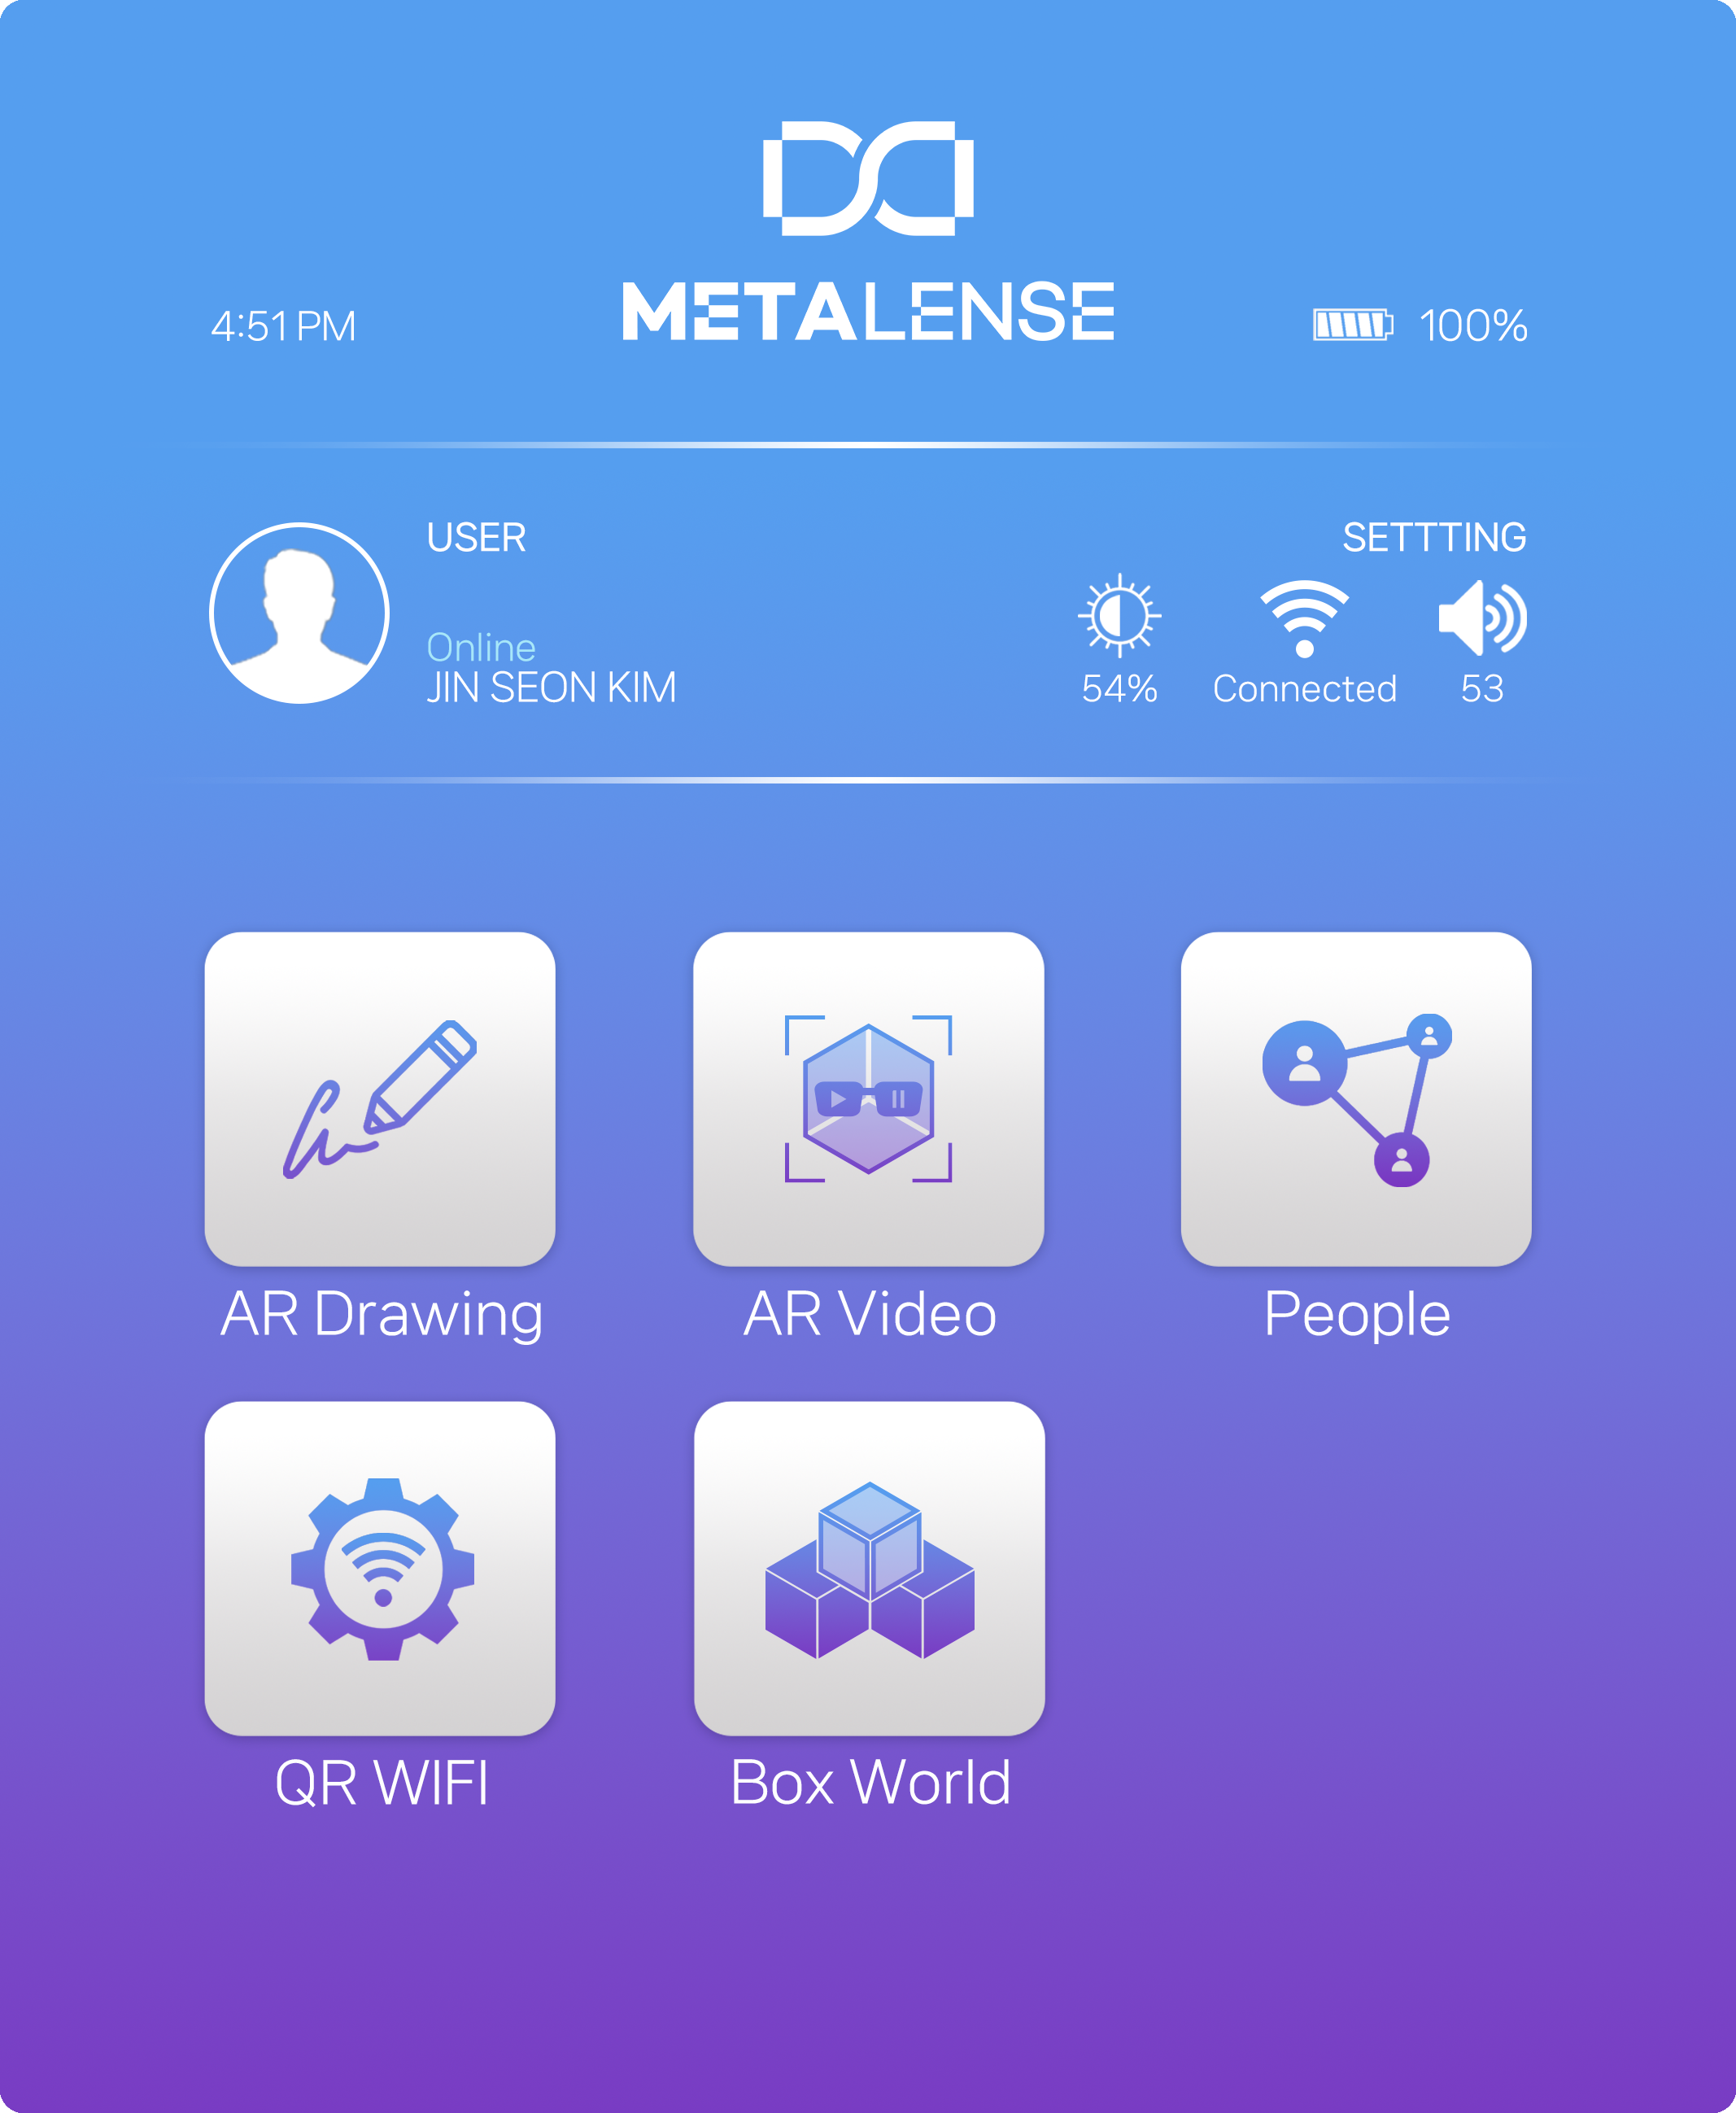 METALENSE
4:51 PM
100%
USER
SETTTING
Online
JIN SEON KIM
54%
Connected
53
AR Drawing
AR Video
People
QR WIFI
Box World